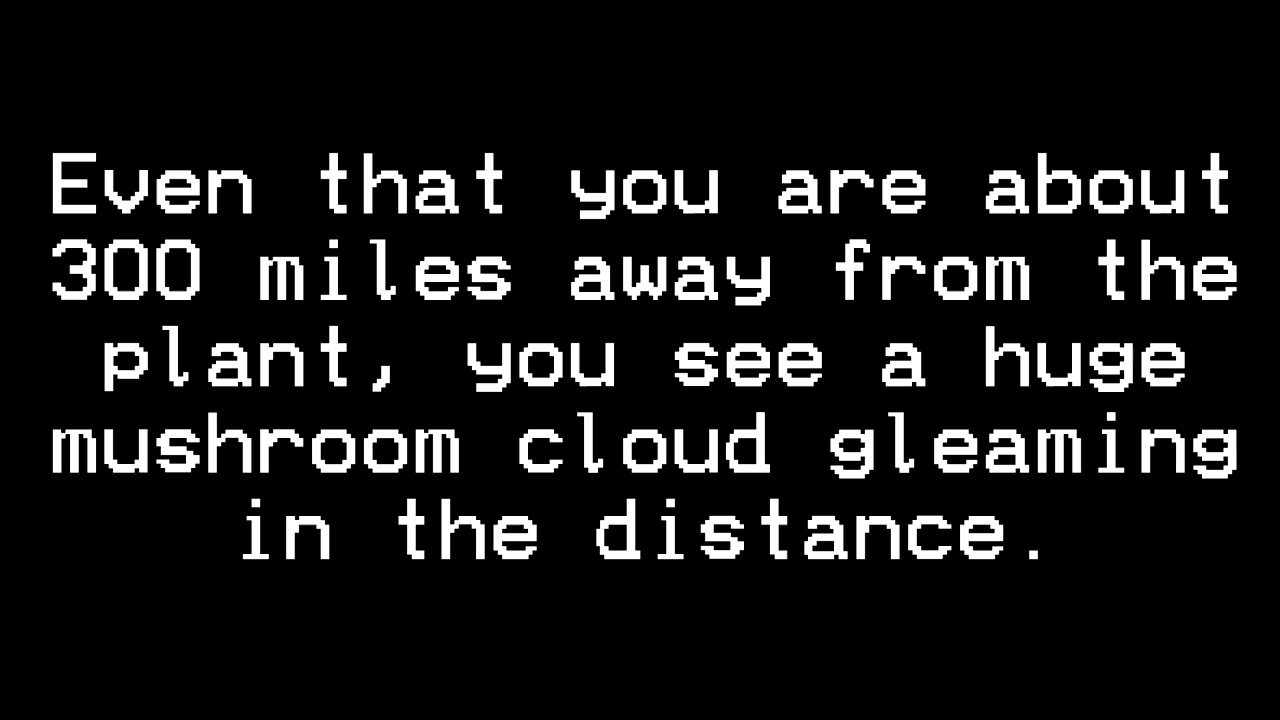 Even that you are about
300 miles away from the
plant, you see a huge
mushroom cloud gleaming
in the distance.